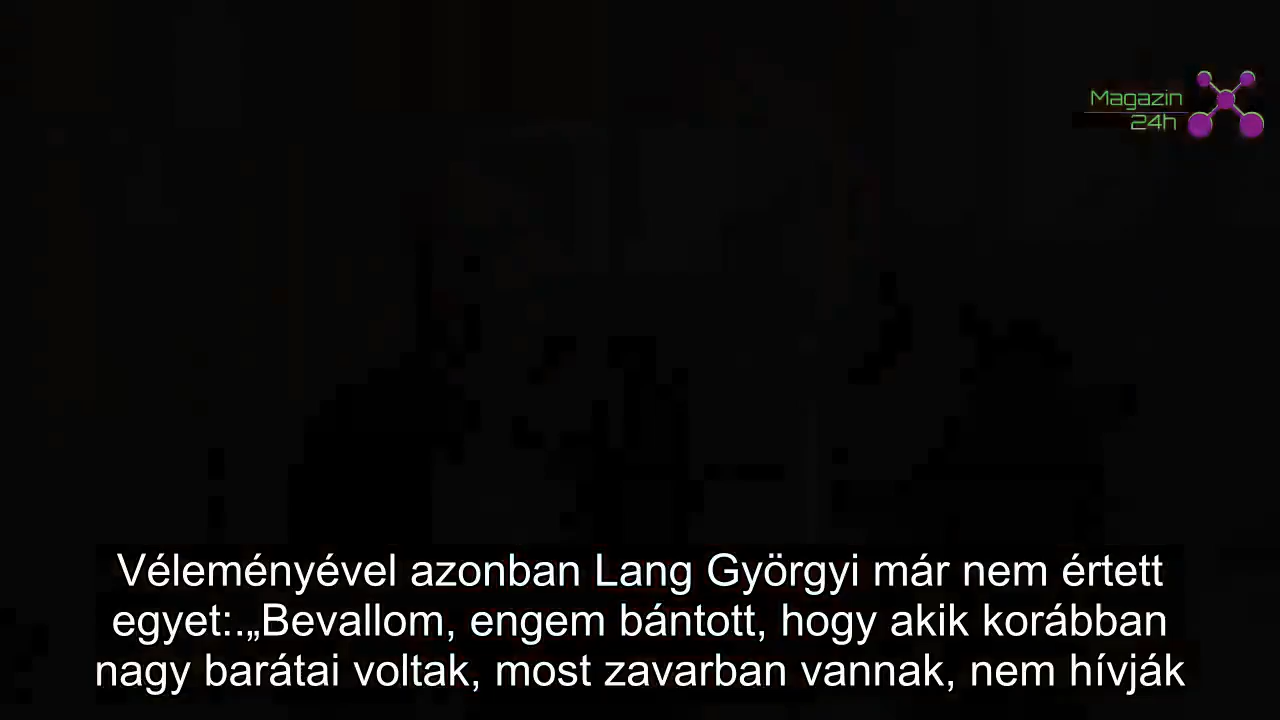 Magazin
24h
Véleményével azonban Lang Györgyi már nem értett
egyet:.„Bevallom, engem bántott, hogy akik korábban
nagy barátai voltak, most zavarban vannak, nem hívják